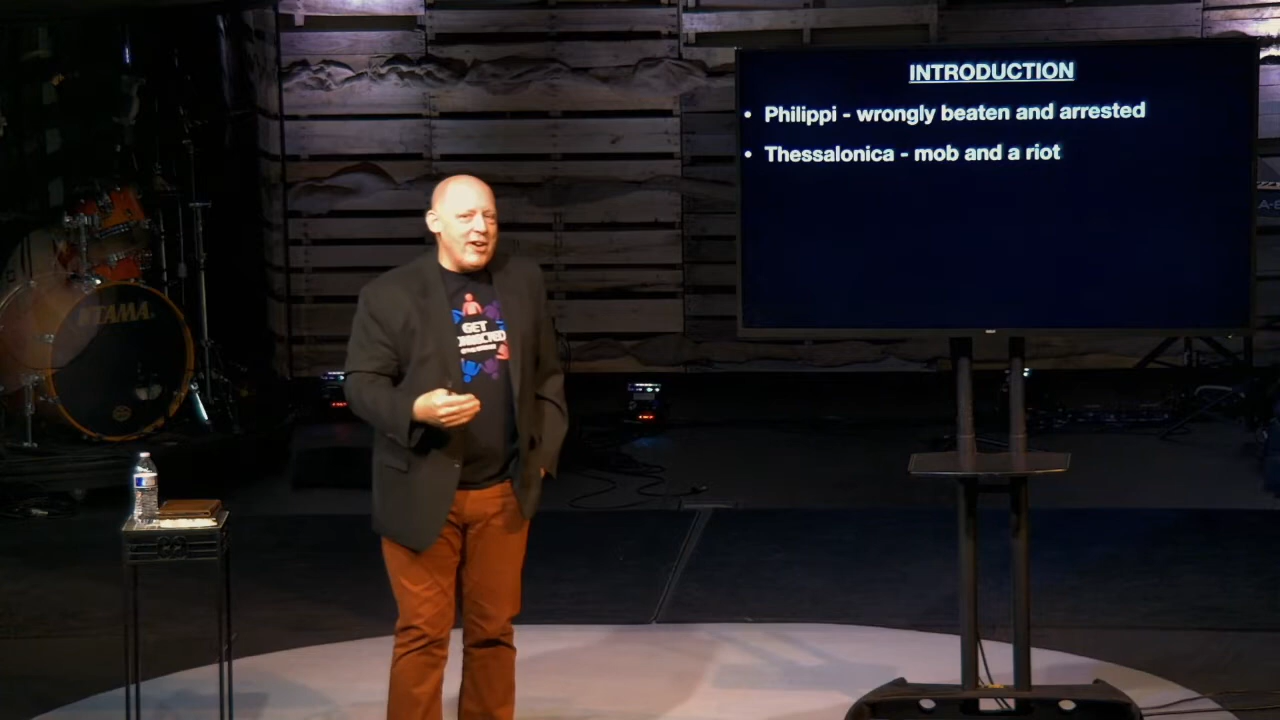 INTRODUCTION
• Philippi - wrongly beaten and arrested
• Thessalonica - mob and a riot
TAMA
GET